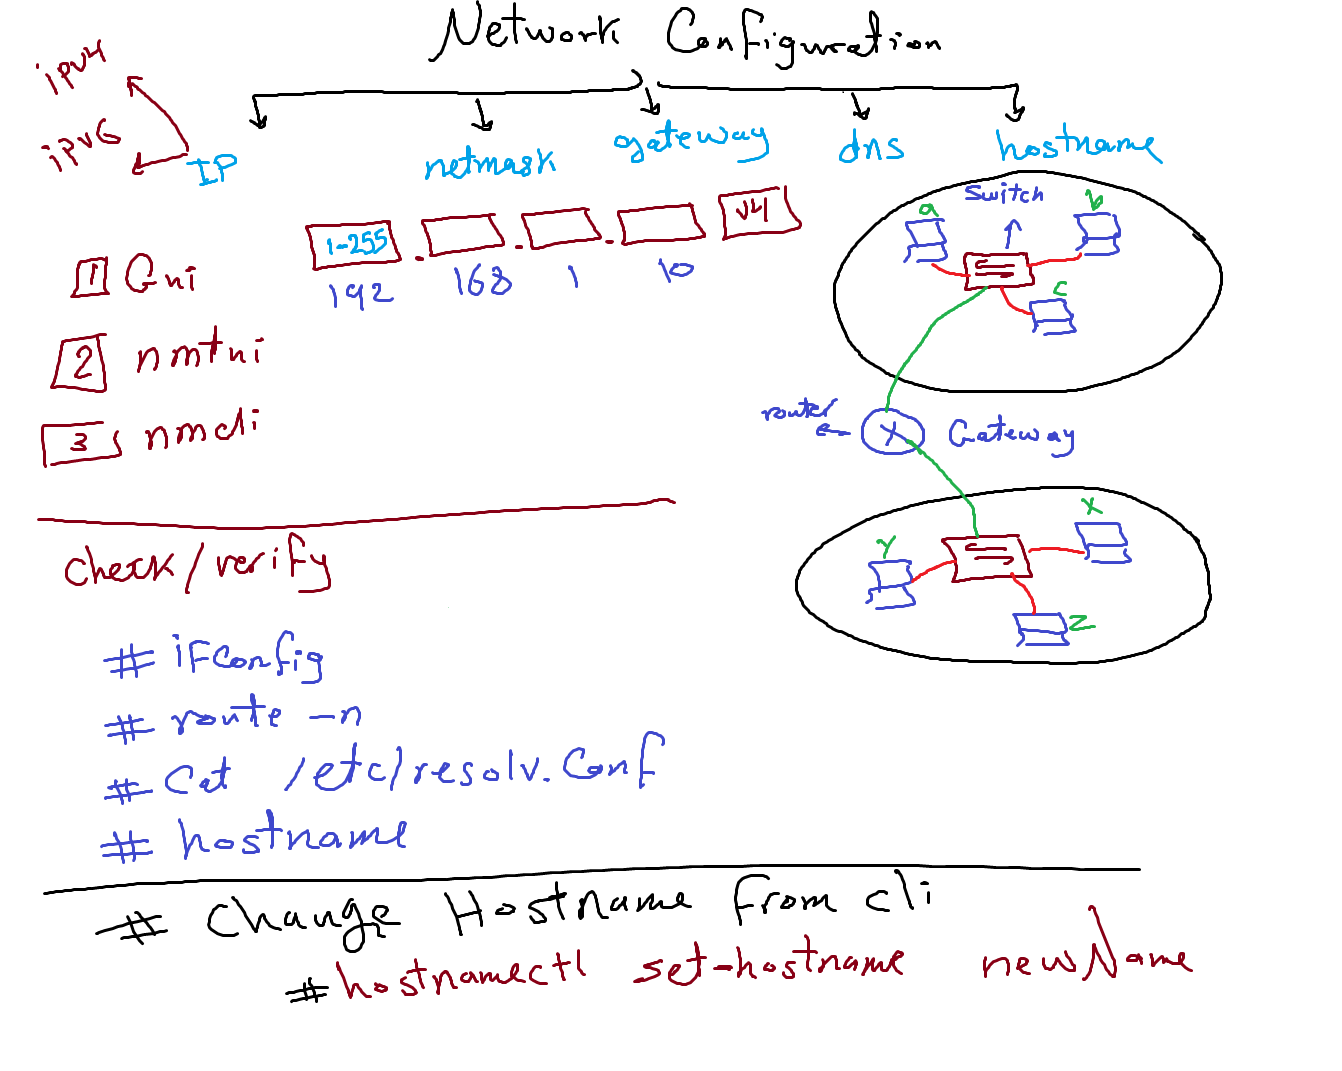 Network Configuration
ipv4
ipv6
IP netmask gateway dns hostname
1-255 . . . v4
192 168 1 10
1 Gui
2 nmtui
3 nmcli
Switch
a b
c
router Gateway
x
y
z
check/verify
# iFConfig
# route -n
# Cat /etc/resolv.Conf
# hostname
# Change Hostname From cli
# hostnamectl set-hostname newName